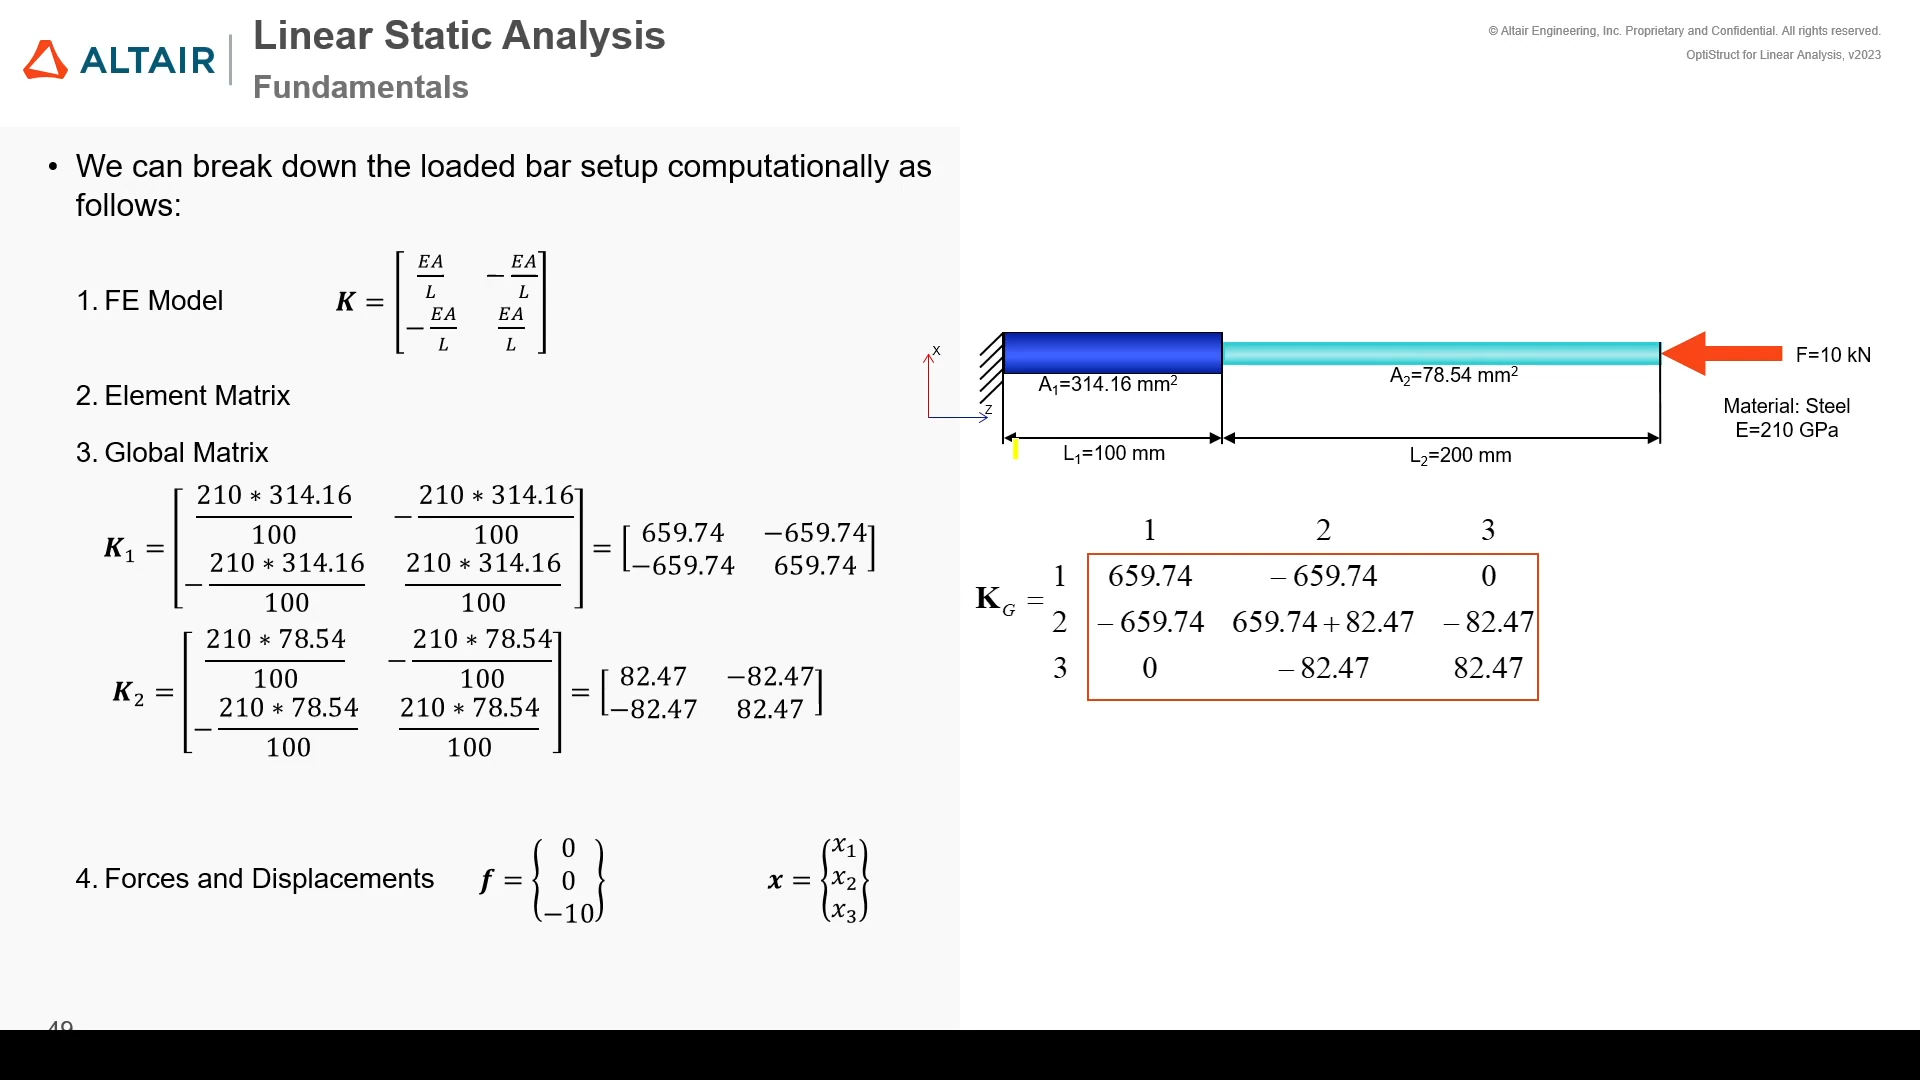 ALTAIR
Linear Static Analysis
Fundamentals
© Altair Engineering, Inc. Proprietary and Confidential. All rights reserved.
OptiStruct for Linear Analysis, v2023
• We can break down the loaded bar setup computationally as
follows:
1. FE Model K = [EA/L −EA/L
−EA/L EA/L]
2. Element Matrix
3. Global Matrix
K₁ = [210 ∗ 314.16/100 −210 ∗ 314.16/100
−210 ∗ 314.16/100 210 ∗ 314.16/100] = [659.74 −659.74
−659.74 659.74]
K₂ = [210 ∗ 78.54/100 −210 ∗ 78.54/100
−210 ∗ 78.54/100 210 ∗ 78.54/100] = [82.47 −82.47
−82.47 82.47]
4. Forces and Displacements f = {0
0
−10} x = {x₁
x₂
x₃}
49
X
Z
A₁=314.16 mm²
A₂=78.54 mm²
F=10 kN
Material: Steel
E=210 GPa
L₁=100 mm
L₂=200 mm
1 2 3
K_G =
1 659.74 −659.74 0
2 −659.74 659.74+82.47 −82.47
3 0 −82.47 82.47